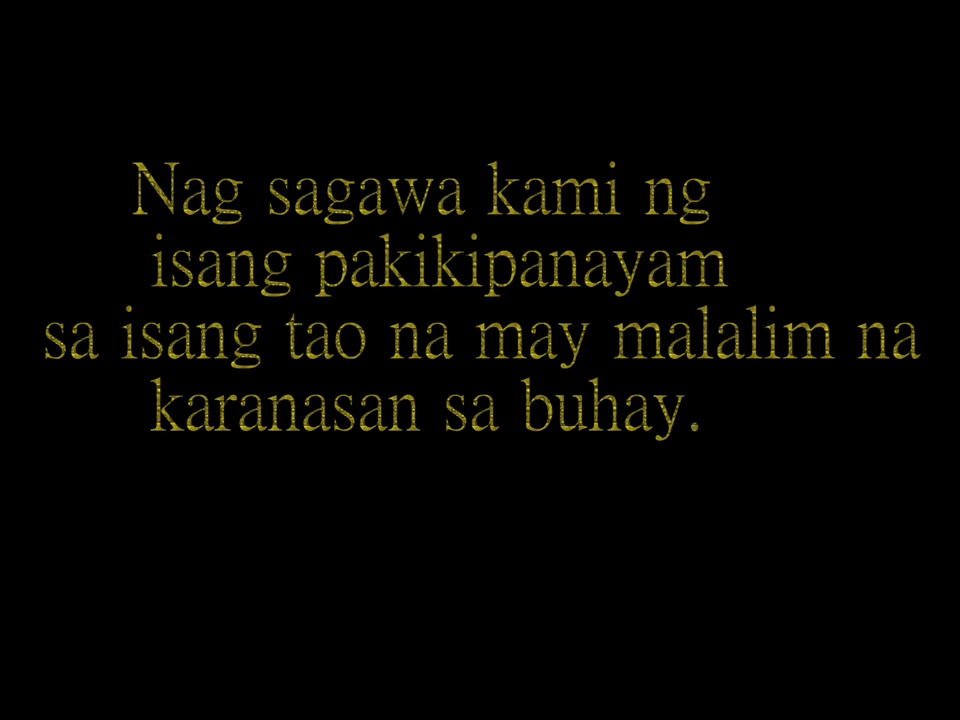 Nag sagawa kami ng
isang pakikipanayam
sa isang tao na may malalim na
karanasan sa buhay.